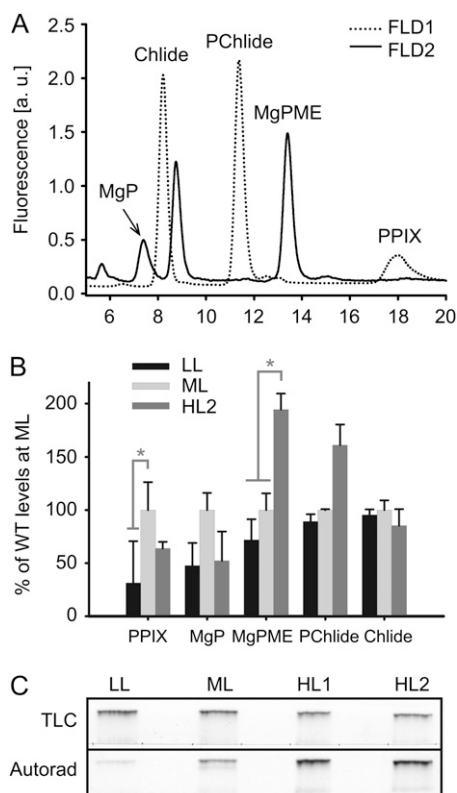 A
2.5
2.0
1.5
1.0
0.5
0.0
Fluorescence [a. u.]
Chlide
PChlide
FLD1
FLD2
MgPME
MgP
PPIX
6 8 10 12 14 16 18 20
B
LL
ML
HL2
200
150
100
50
0
% of WT levels at ML
*
*
PPIX MgP MgPME PChlide Chlide
C
LL ML HL1 HL2
TLC
Autorad